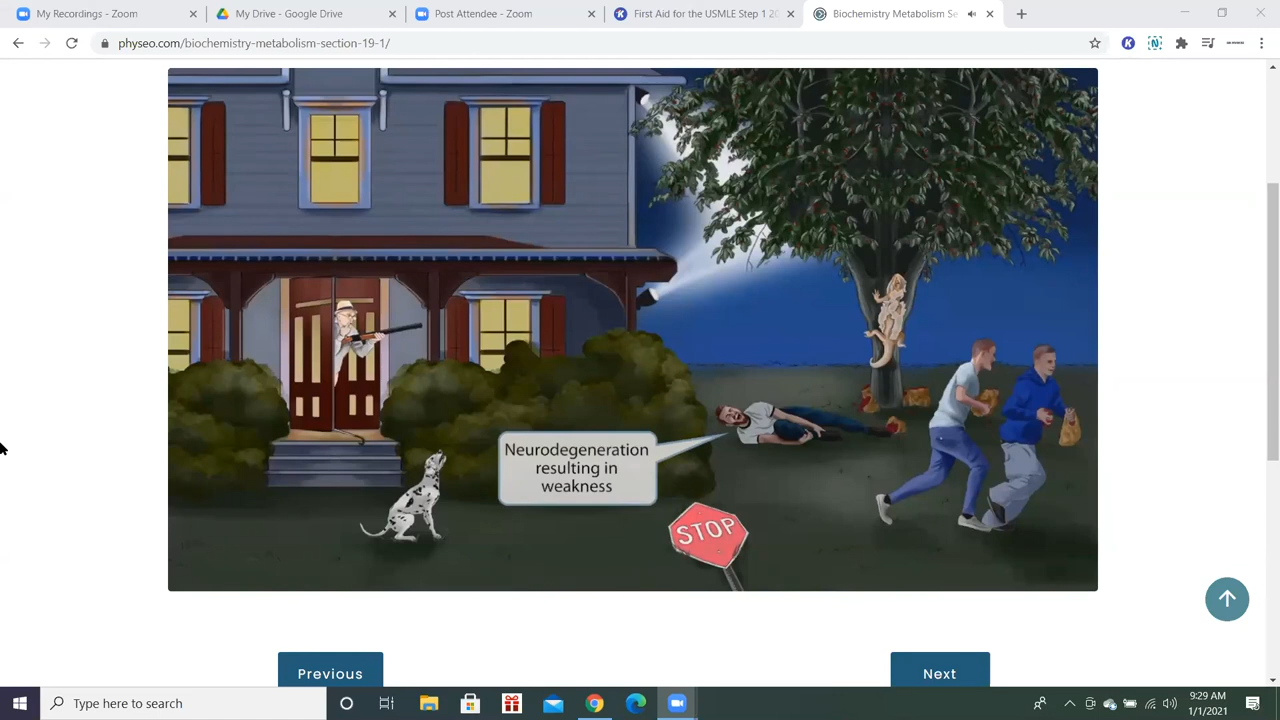 My Recordings - Zoom
My Drive - Google Drive
Post Attendee - Zoom
First Aid for the USMLE Step 1 20
Biochemistry Metabolism Se
physeo.com/biochemistry-metabolism-section-19-1/
Neurodegeneration
resulting in
weakness
STOP
Previous
Next
Type here to search
9:29 AM
1/1/2021